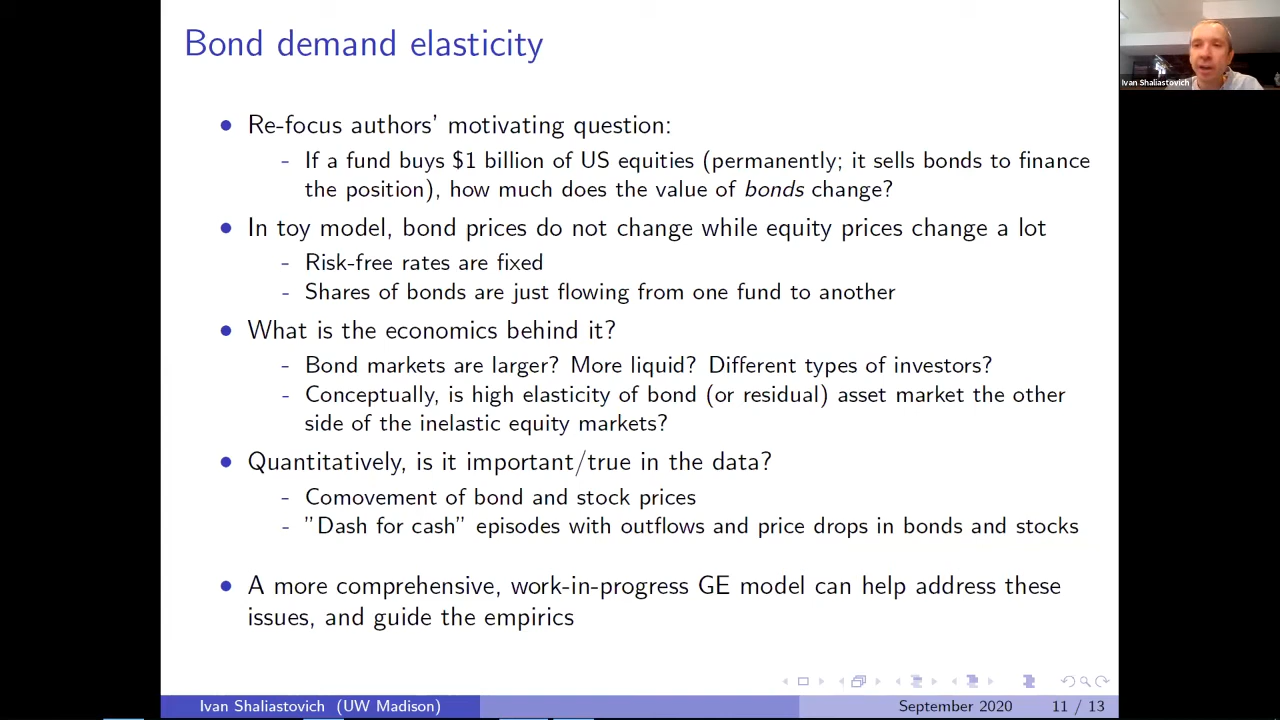 Bond demand elasticity
• Re-focus authors' motivating question:
- If a fund buys $1 billion of US equities (permanently; it sells bonds to finance
the position), how much does the value of bonds change?
• In toy model, bond prices do not change while equity prices change a lot
- Risk-free rates are fixed
- Shares of bonds are just flowing from one fund to another
• What is the economics behind it?
- Bond markets are larger? More liquid? Different types of investors?
- Conceptually, is high elasticity of bond (or residual) asset market the other
side of the inelastic equity markets?
• Quantitatively, is it important/true in the data?
- Comovement of bond and stock prices
- "Dash for cash" episodes with outflows and price drops in bonds and stocks
• A more comprehensive, work-in-progress GE model can help address these
issues, and guide the empirics
Ivan Shaliastovich (UW Madison) September 2020 11 / 13
Ivan Shaliastovich